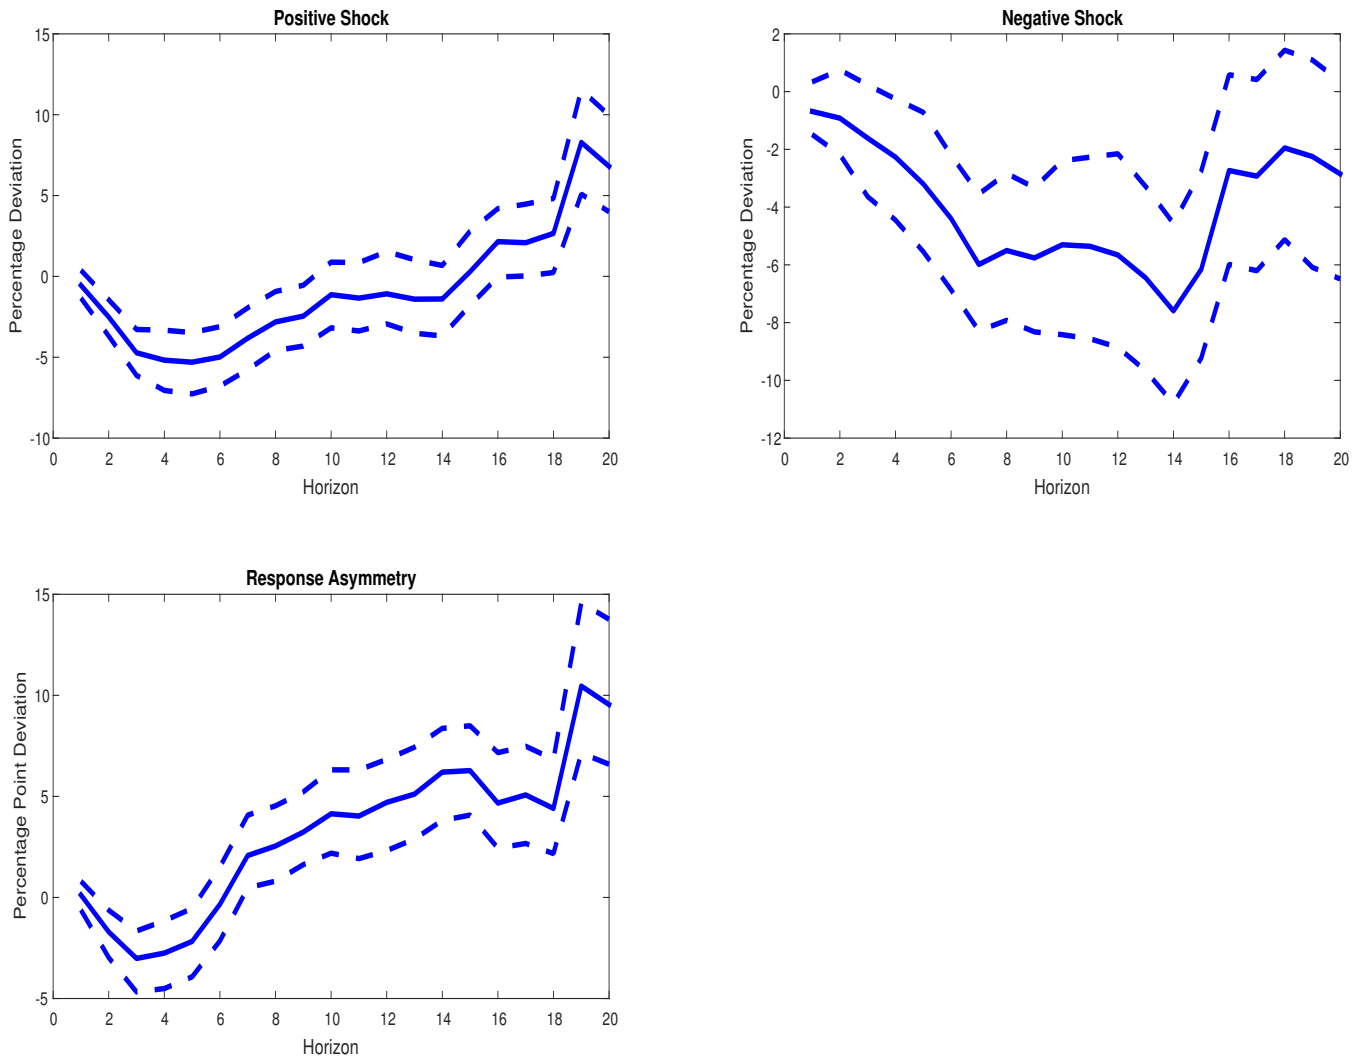 Positive Shock
15
10
5
0
-5
-10
Percentage Deviation
0 2 4 6 8 10 12 14 16 18 20
Horizon
Negative Shock
2
0
-2
-4
-6
-8
-10
-12
Percentage Deviation
0 2 4 6 8 10 12 14 16 18 20
Horizon
Response Asymmetry
15
10
5
0
-5
Percentage Point Deviation
0 2 4 6 8 10 12 14 16 18 20
Horizon